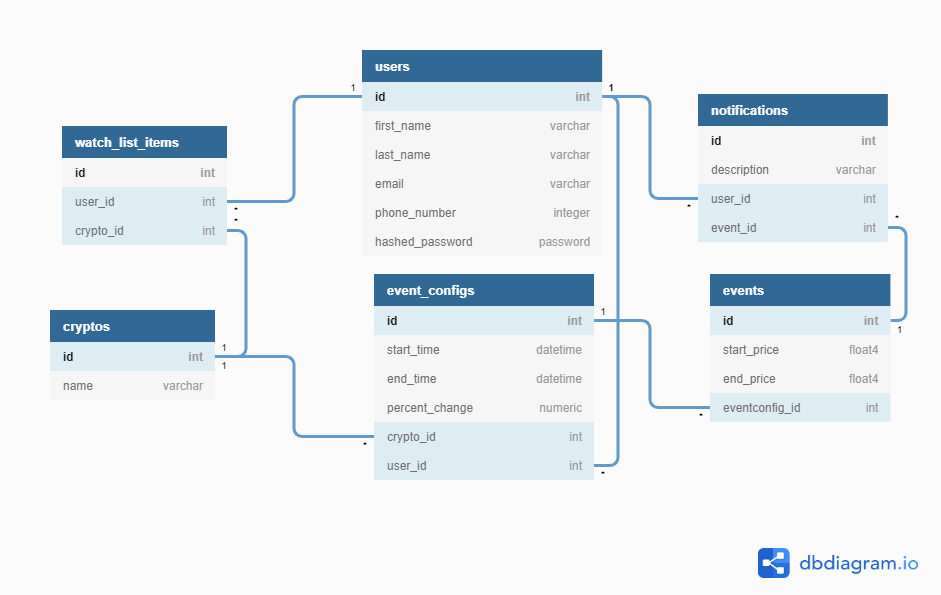 users
1
id int
1
first_name varchar
last_name varchar
email varchar
phone_number integer
hashed_password password
notifications
id int
description varchar
user_id int
*
event_id int
*
watch_list_items
id int
user_id int
*
*
crypto_id int
event_configs
id int
1
start_time datetime
end_time datetime
percent_change numeric
crypto_id int
*
user_id int
*
events
id int
1
start_price float4
end_price float4
eventconfig_id int
*
cryptos
id int
1
1
name varchar
dbdiagram.io